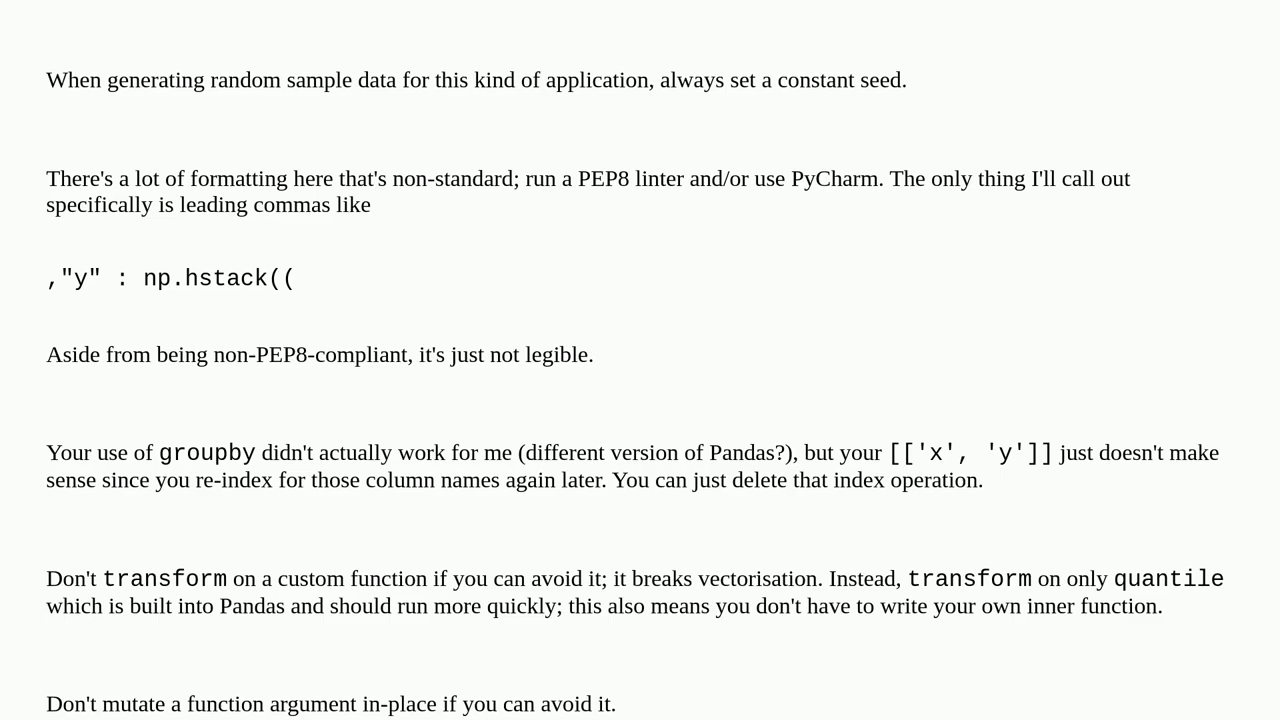 When generating random sample data for this kind of application, always set a constant seed.
There's a lot of formatting here that's non-standard; run a PEP8 linter and/or use PyCharm. The only thing I'll call out
specifically is leading commas like
,"y" : np.hstack((
Aside from being non-PEP8-compliant, it's just not legible.
Your use of groupby didn't actually work for me (different version of Pandas?), but your [['x', 'y']] just doesn't make
sense since you re-index for those column names again later. You can just delete that index operation.
Don't transform on a custom function if you can avoid it; it breaks vectorisation. Instead, transform on only quantile
which is built into Pandas and should run more quickly; this also means you don't have to write your own inner function.
Don't mutate a function argument in-place if you can avoid it.